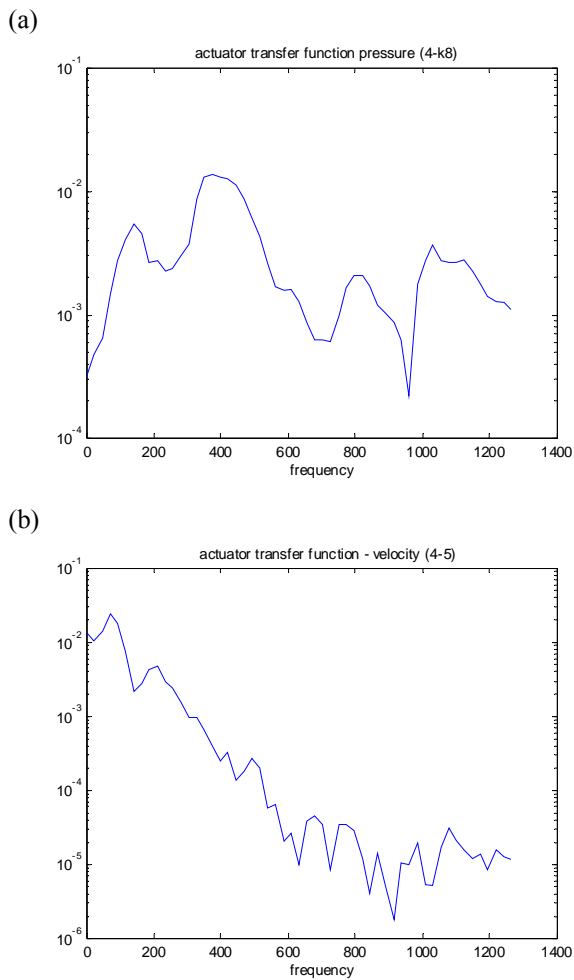 (a)
actuator transfer function pressure (4-k8)
10^-1
10^-2
10^-3
10^-4
0 200 400 600 800 1000 1200 1400
frequency
(b)
actuator transfer function - velocity (4-5)
10^-1
10^-2
10^-3
10^-4
10^-5
10^-6
0 200 400 600 800 1000 1200 1400
frequency